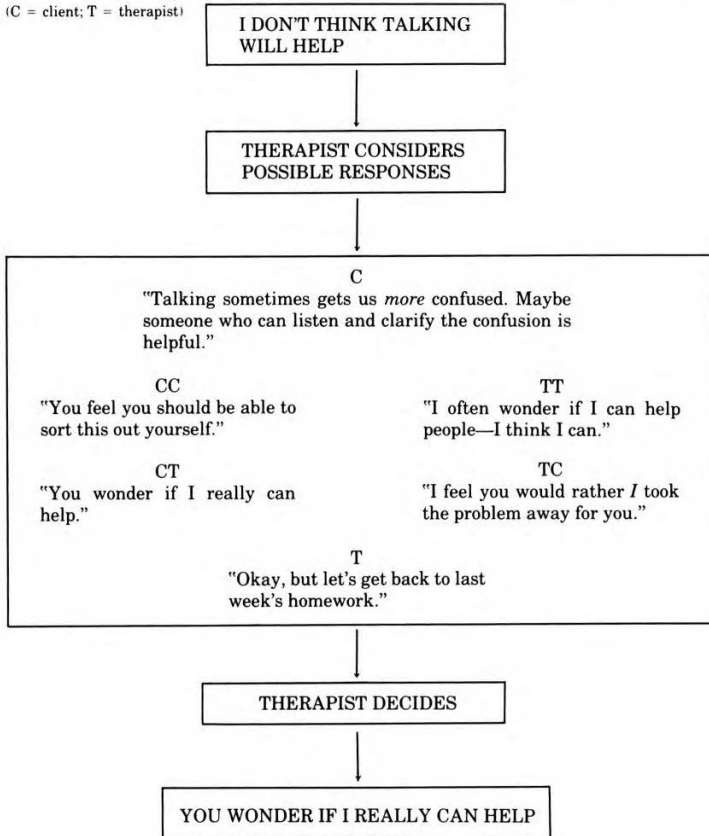 (C = client; T = therapist)
I DON'T THINK TALKING
WILL HELP
THERAPIST CONSIDERS
POSSIBLE RESPONSES
C
"Talking sometimes gets us more confused. Maybe
someone who can listen and clarify the confusion is
helpful."
CC
"You feel you should be able to
sort this out yourself."
TT
"I often wonder if I can help
people—I think I can."
CT
"You wonder if I really can
help."
TC
"I feel you would rather I took
the problem away for you."
T
"Okay, but let's get back to last
week's homework."
THERAPIST DECIDES
YOU WONDER IF I REALLY CAN HELP